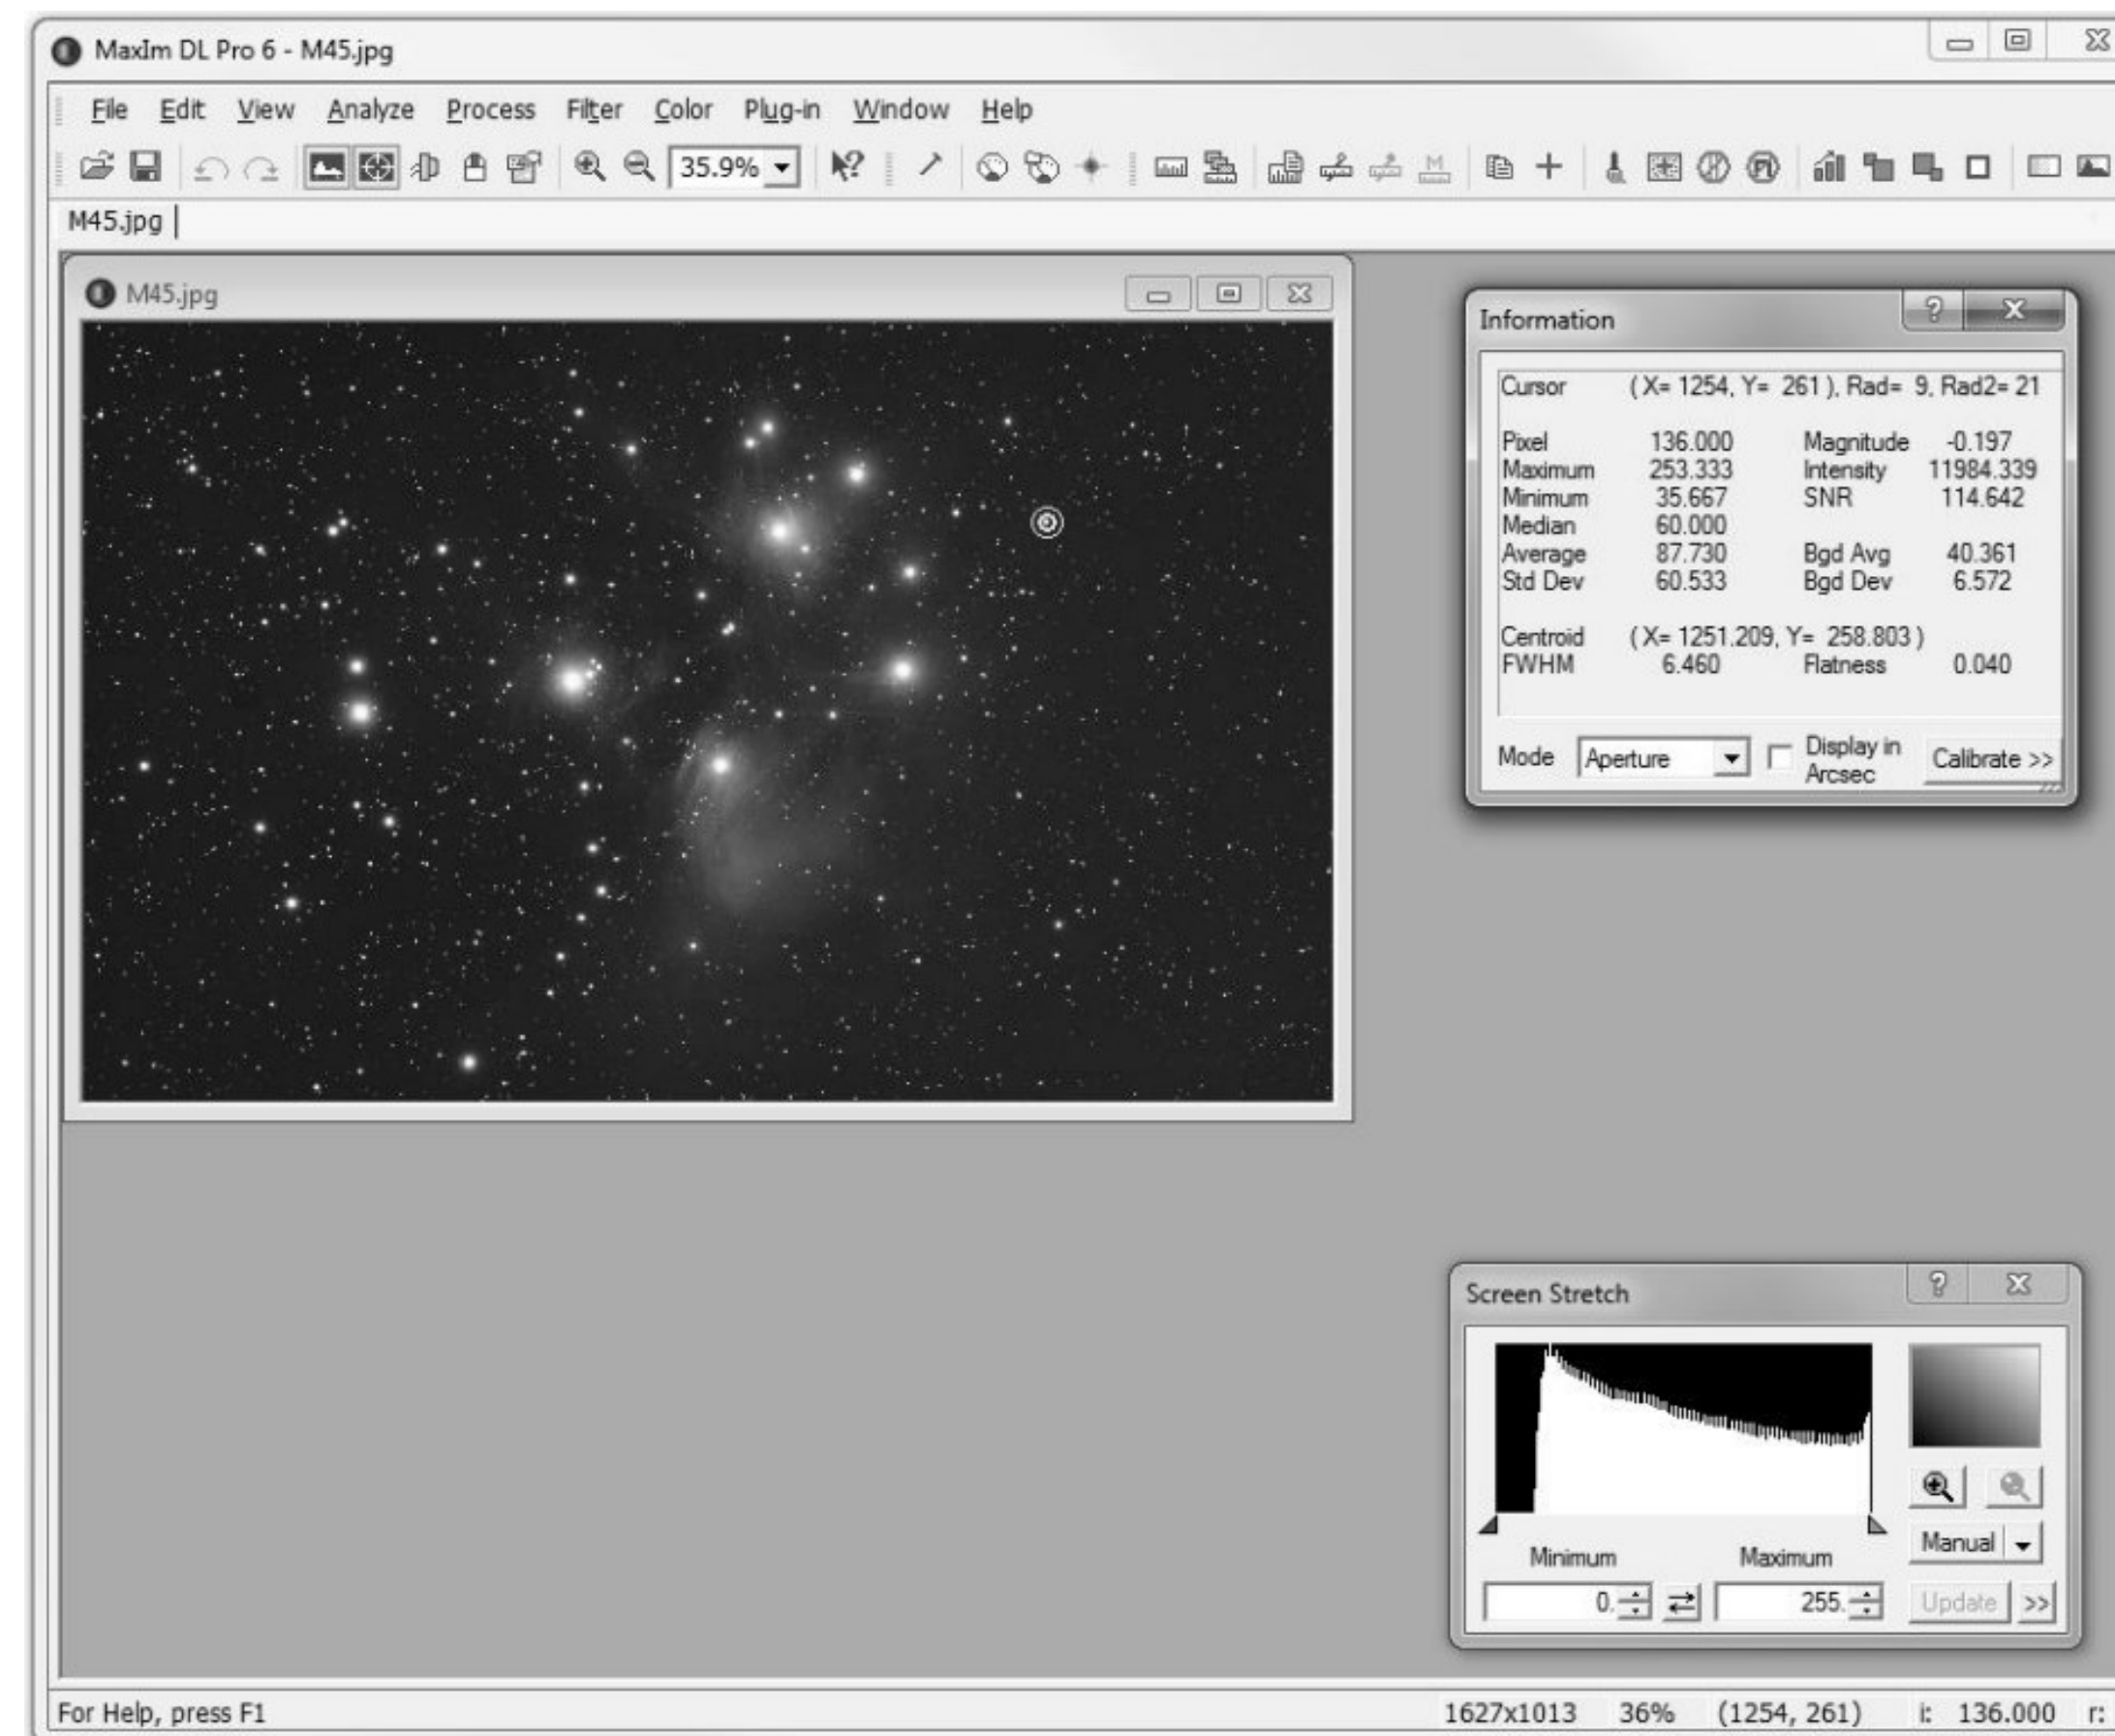 MaxIm DL Pro 6 - M45.jpg
File Edit View Analyze Process Filter Color Plug-in Window Help
35.9%
M45.jpg
M45.jpg
Information
Cursor (X= 1254, Y= 261), Rad= 9, Rad2= 21
Pixel 136.000 Magnitude -0.197
Maximum 253.333 Intensity 11984.339
Minimum 35.667 SNR 114.642
Median 60.000
Average 87.730 Bgd Avg 40.361
Std Dev 60.533 Bgd Dev 6.572
Centroid (X= 1251.209, Y= 258.803)
FWHM 6.460 Flatness 0.040
Mode Aperture Display in Arcsec Calibrate >>
Screen Stretch
Manual
Minimum Maximum
0. 255. Update >>
For Help, press F1 1627x1013 36% (1254, 261) i: 136.000 r: